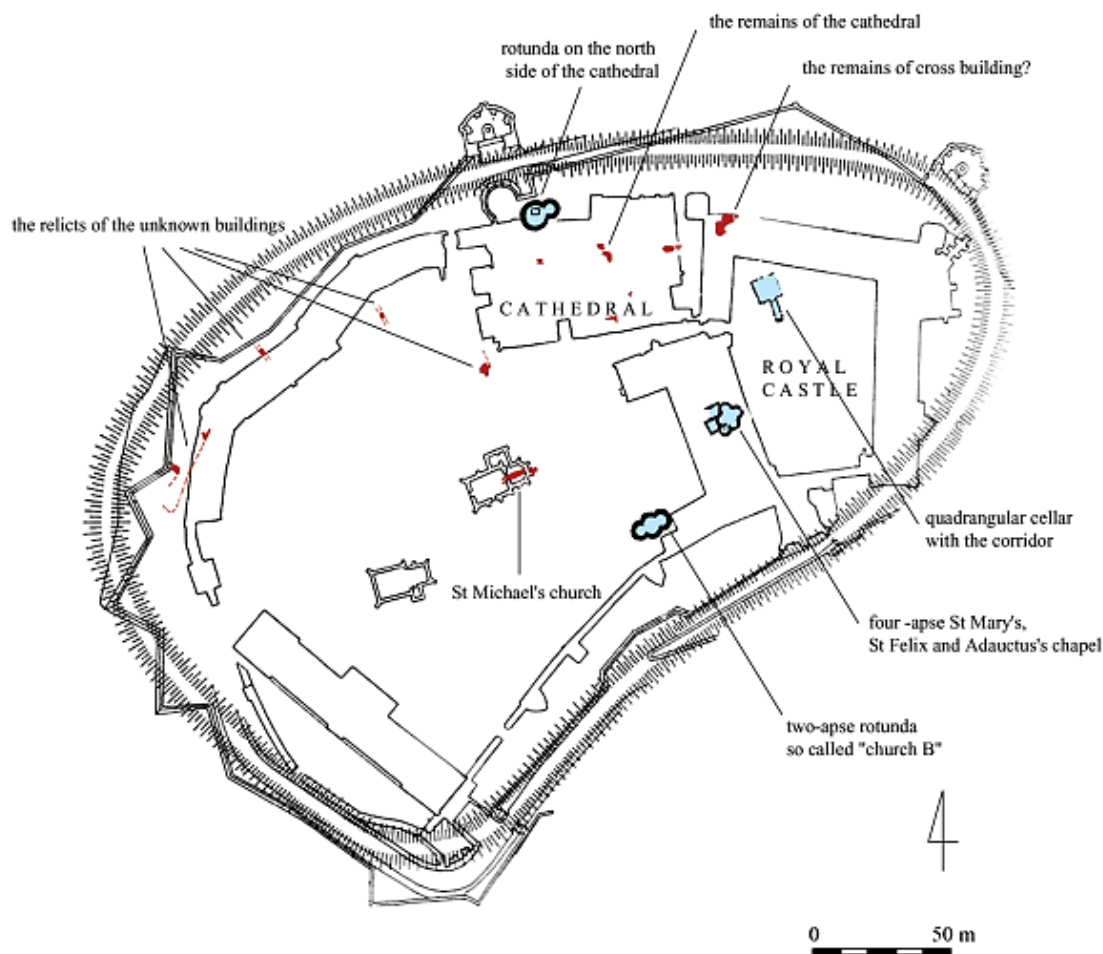 the remains of the cathedral
rotunda on the north
side of the cathedral
the remains of cross building?
the relicts of the unknown buildings
CATHEDRAL
ROYAL
CASTLE
quadrangular cellar
with the corridor
St Michael's church
four -apse St Mary's,
St Felix and Adauctus's chapel
two-apse rotunda
so called "church B"
0 50 m